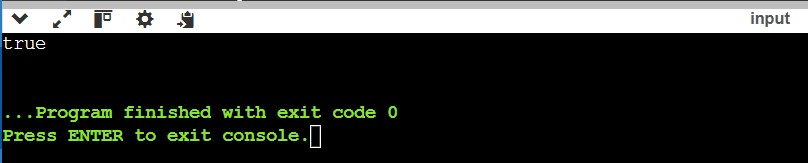 input
true
...Program finished with exit code 0
Press ENTER to exit console.